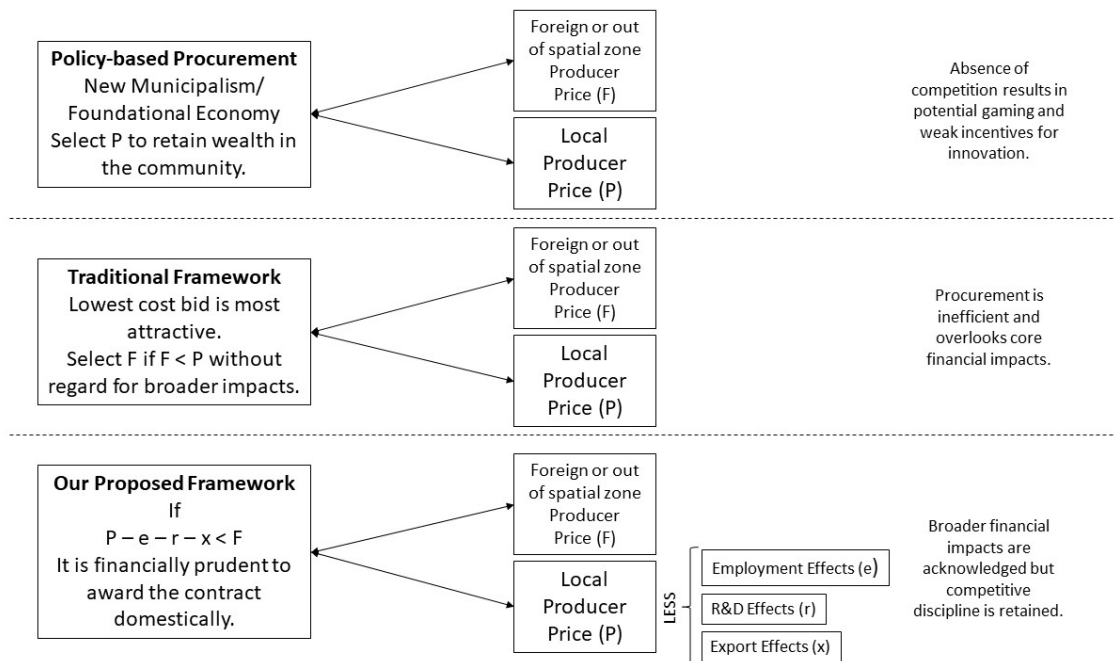 Policy-based Procurement
New Municipalism/
Foundational Economy
Select P to retain wealth in
the community.
Foreign or out
of spatial zone
Producer
Price (F)
Local
Producer
Price (P)
Absence of
competition results in
potential gaming and
weak incentives for
innovation.
Traditional Framework
Lowest cost bid is most
attractive.
Select F if F < P without
regard for broader impacts.
Foreign or out
of spatial zone
Producer
Price (F)
Local
Producer
Price (P)
Procurement is
inefficient and
overlooks core
financial impacts.
Our Proposed Framework
If
P – e – r – x < F
It is financially prudent to
award the contract
domestically.
Foreign or out
of spatial zone
Producer
Price (F)
Local
Producer
Price (P)
LESS
Employment Effects (e)
R&D Effects (r)
Export Effects (x)
Broader financial
impacts are
acknowledged but
competitive
discipline is retained.